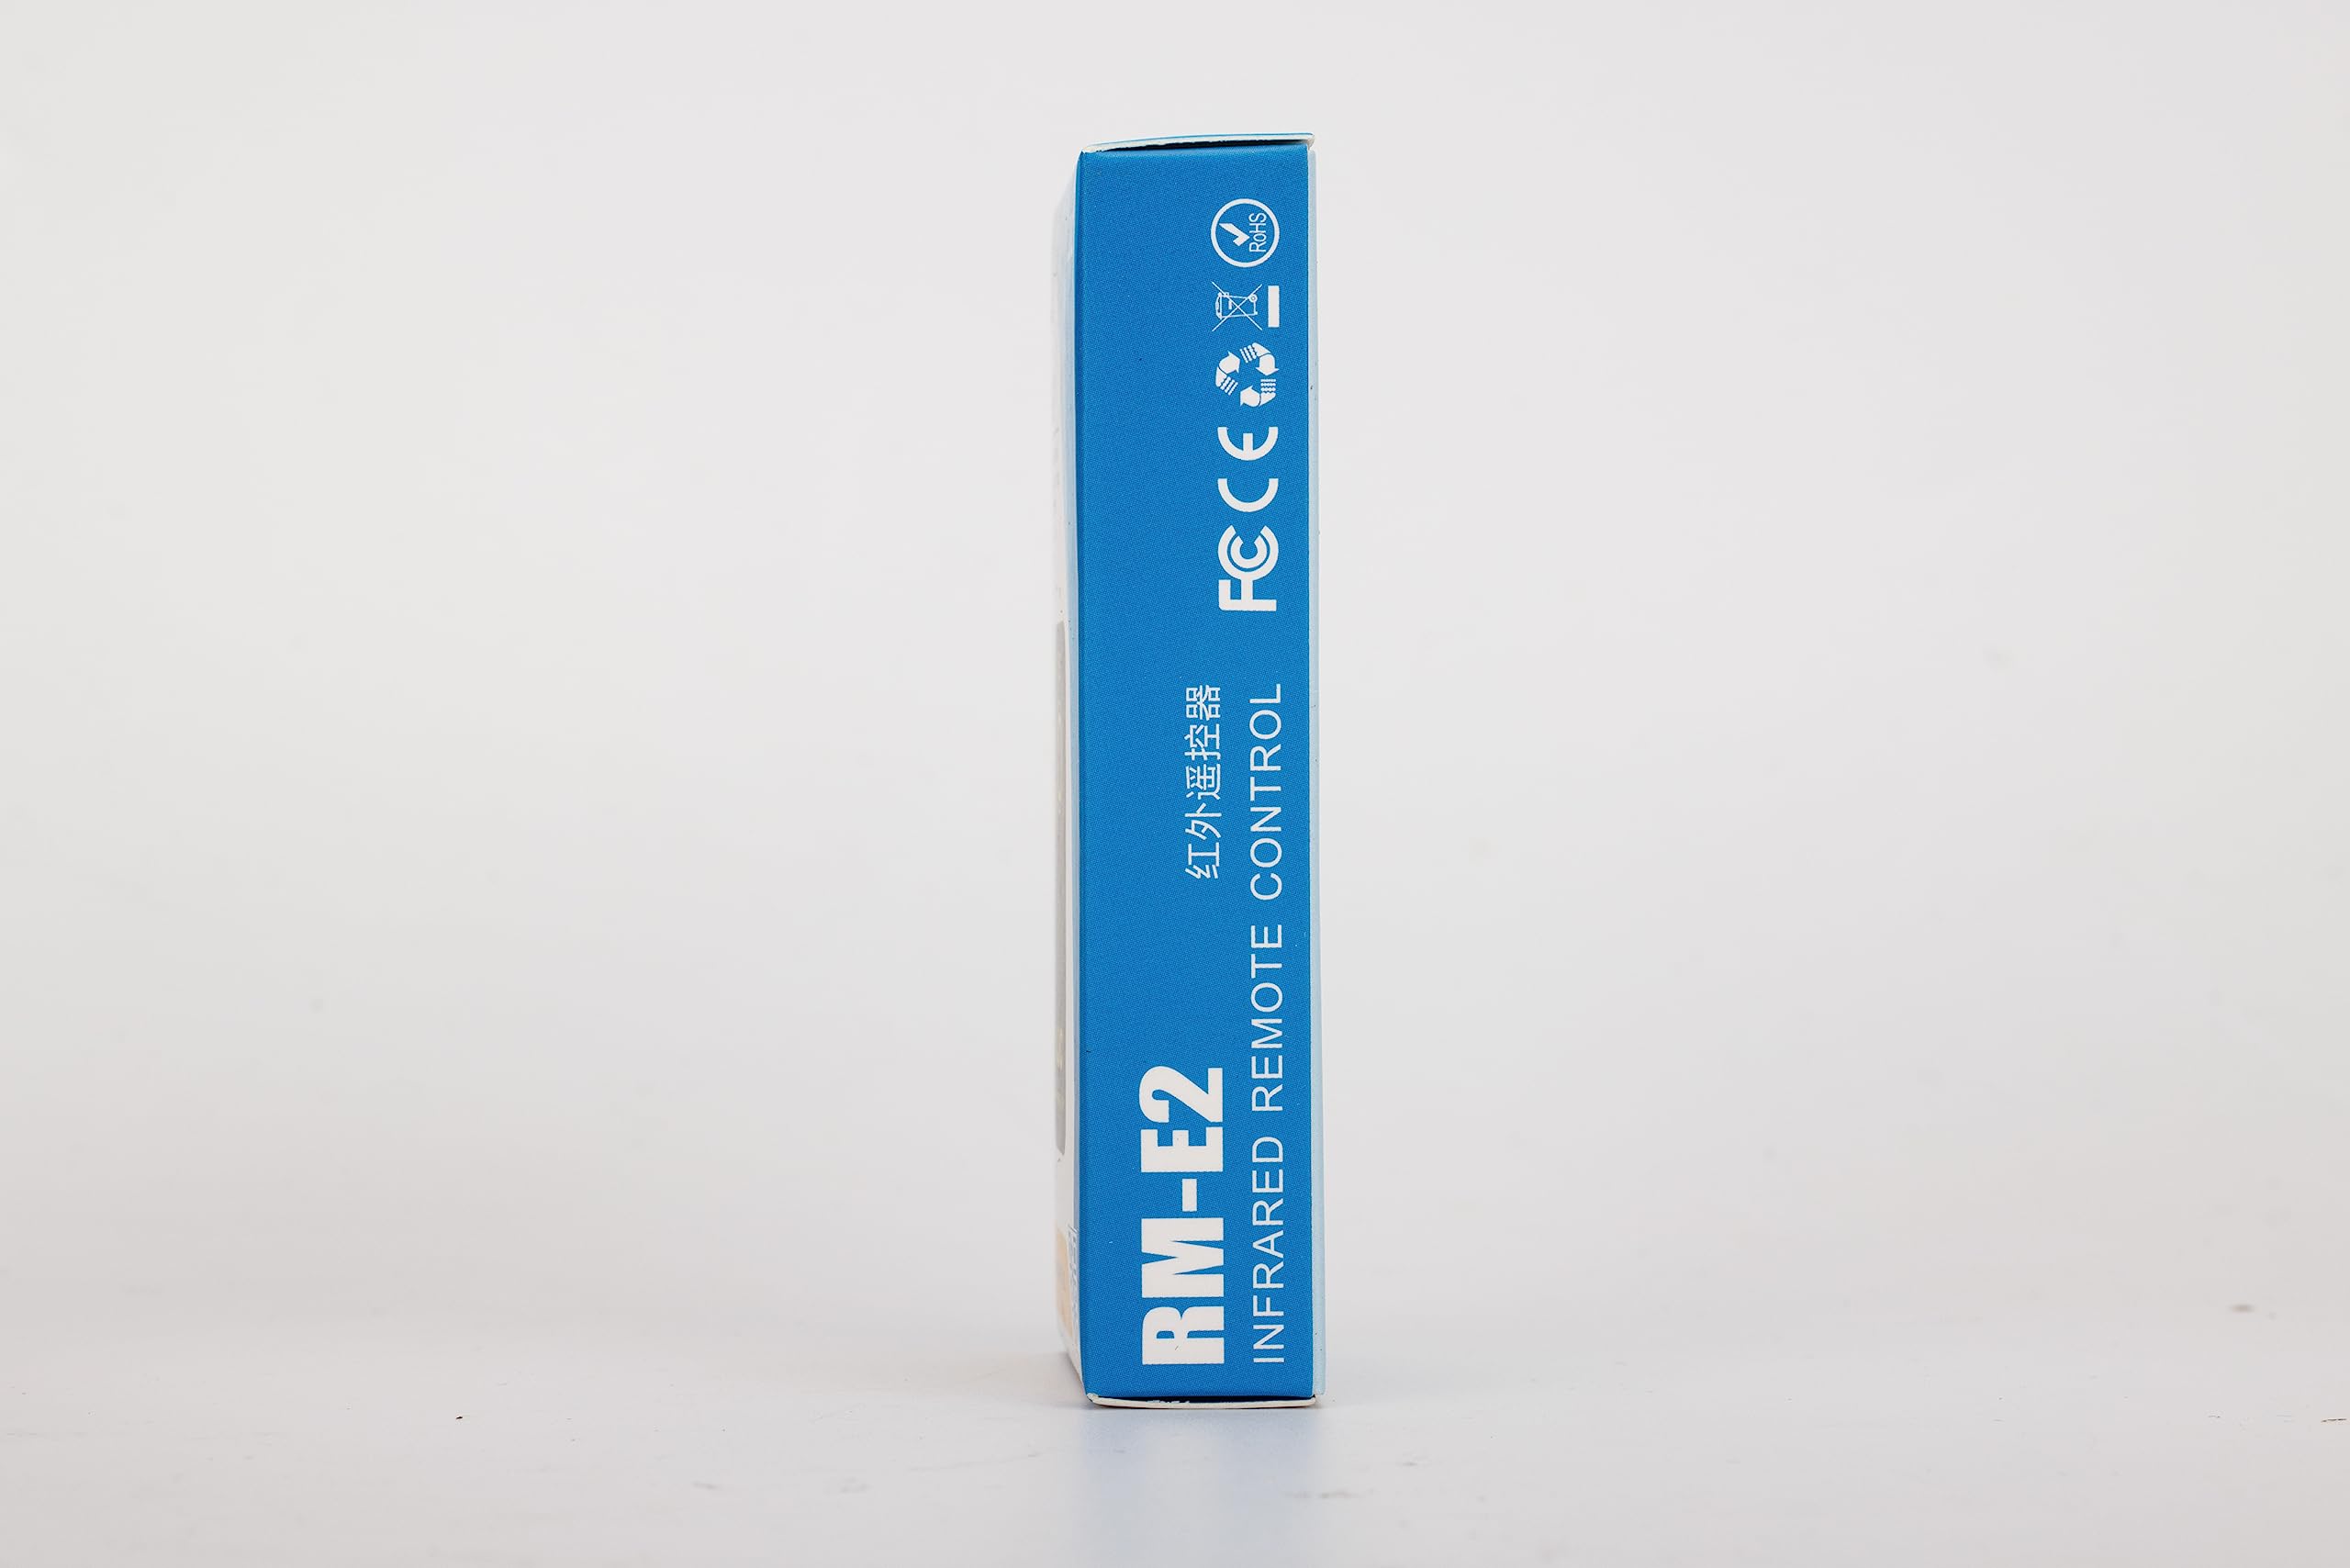 RM-E2
红外遥控器
INFRARED REMOTE CONTROL
FC CE
RoHS